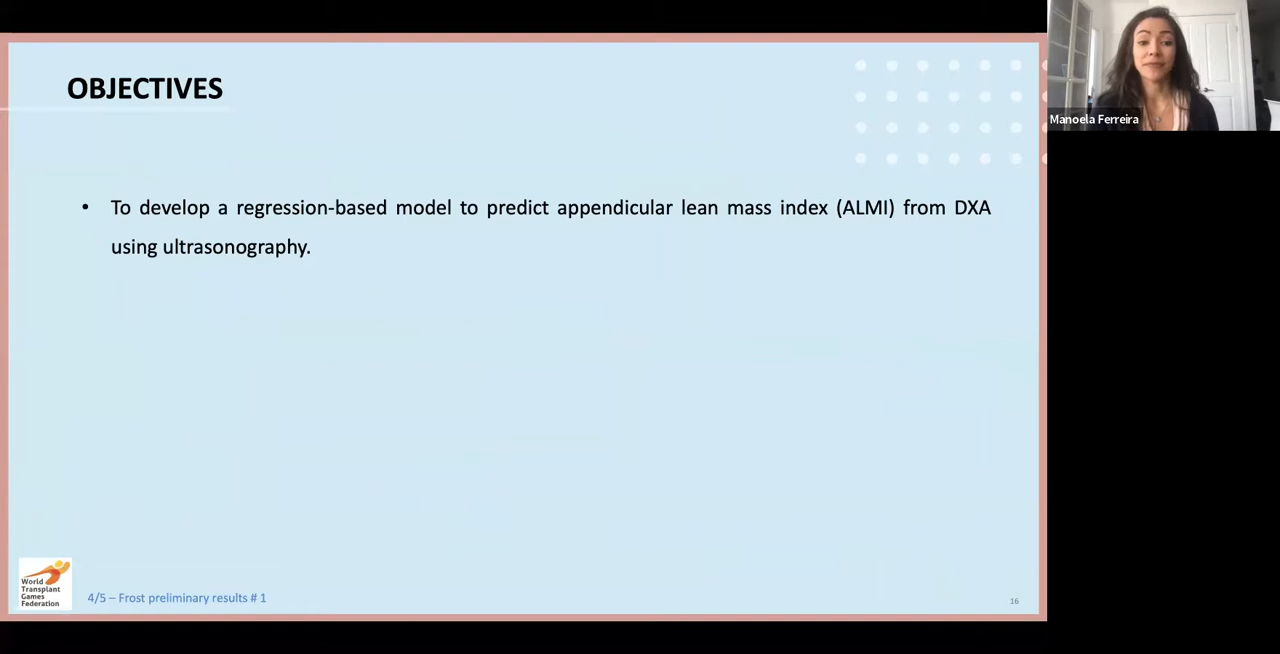 OBJECTIVES
• To develop a regression-based model to predict appendicular lean mass index (ALMI) from DXA
using ultrasonography.
World
Transplant
Games
Federation
4/5 – Frost preliminary results # 1
16
Manoela Ferreira